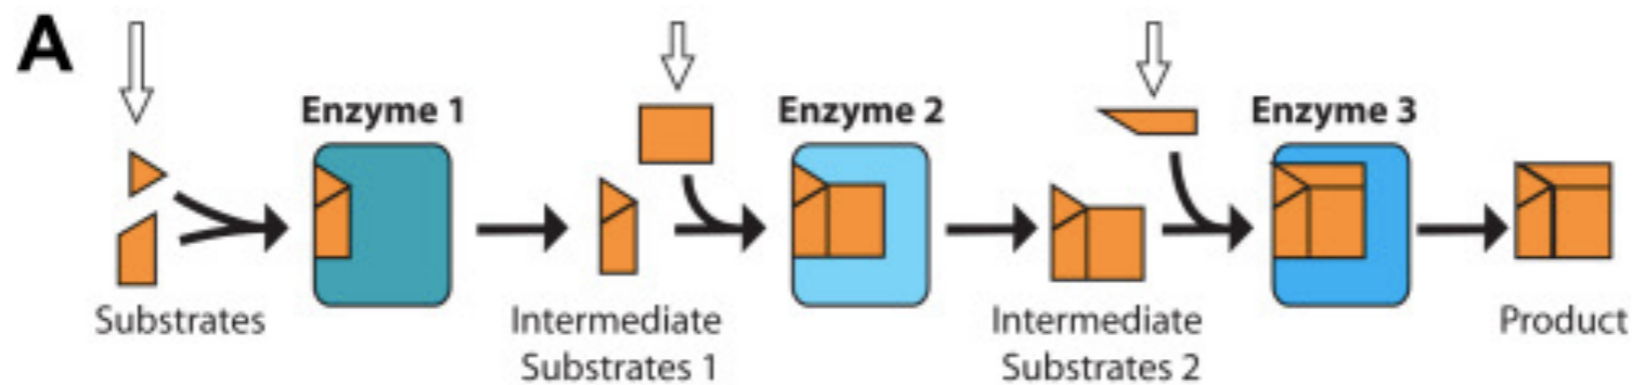 A
Enzyme 1
Enzyme 2
Enzyme 3
Substrates
Intermediate
Substrates 1
Intermediate
Substrates 2
Product